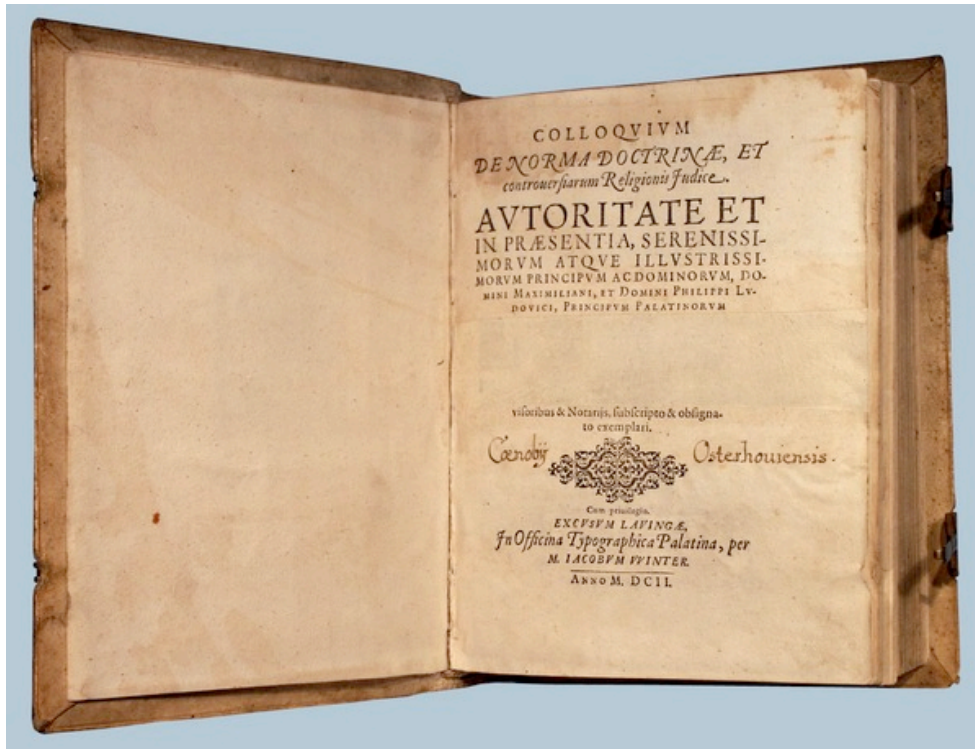 COLLOQVIVM
DE NORMA DOCTRINÆ, ET
controuersiarum Religionis Judice.
AVTORITATE ET
IN PRÆSENTIA, SERENISSI-
MORVM ATQVE ILLVSTRISSI-
MORVM PRINCIPVM AC DOMINORVM, DO-
MINI MAXIMILIANI, ET DOMINI PHILIPPI LV-
DOVICI, PRINCIPVM PALATINORVM
visoribus & Notarijs, subscripto & obsigna-
to exemplari.
Cœnobij Osterhouiensis.
Cum priuilegio.
EXCVSVM LAVINGÆ,
Jn Officina Typographica Palatina, per
M. IACOBVM VVINTER.
ANNO M. DCII.